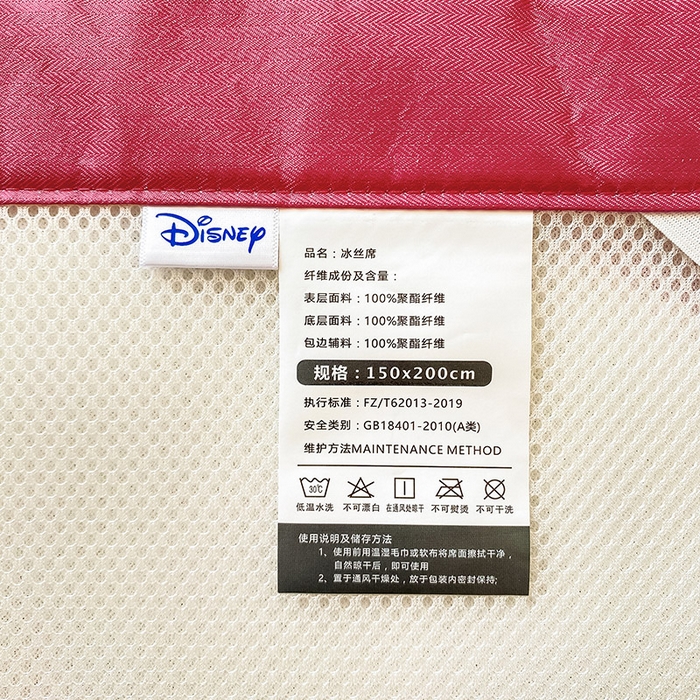 Disney
品名：冰丝席
纤维成份及含量：
表层面料：100%聚酯纤维
底层面料：100%聚酯纤维
包边辅料：100%聚酯纤维
规格：150x200cm
执行标准：FZ/T62013-2019
安全类别：GB18401-2010(A类)
维护方法MAINTENANCE METHOD
30℃
低温水洗 不可漂白 在通风处晾干 不可熨烫 不可干洗
使用说明及储存方法
1、使用前用温湿毛巾或软布将席面擦拭干净，
自然晾干后，即可使用
2、置于通风干燥处，放于包装内密封保持;